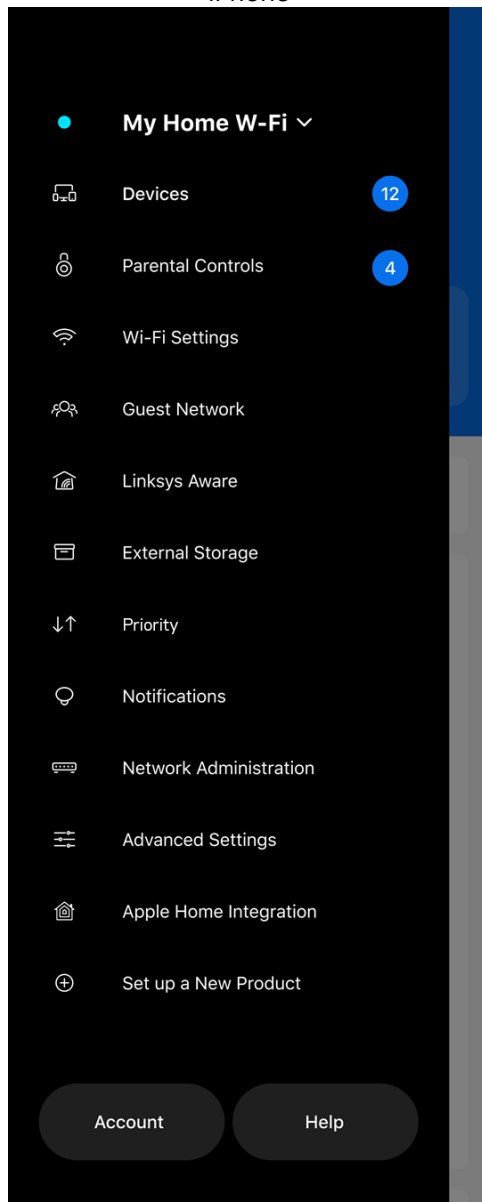 iPhone
My Home W-Fi
Devices 12
Parental Controls 4
Wi-Fi Settings
Guest Network
Linksys Aware
External Storage
Priority
Notifications
Network Administration
Advanced Settings
Apple Home Integration
Set up a New Product
Account Help